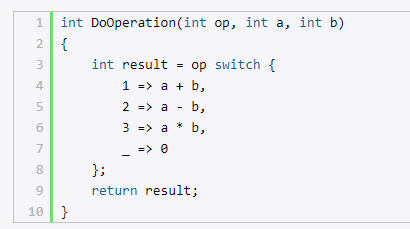 1 int DoOperation(int op, int a, int b)
2 {
3     int result = op switch {
4         1 => a + b,
5         2 => a - b,
6         3 => a * b,
7         _ => 0
8     };
9     return result;
10 }